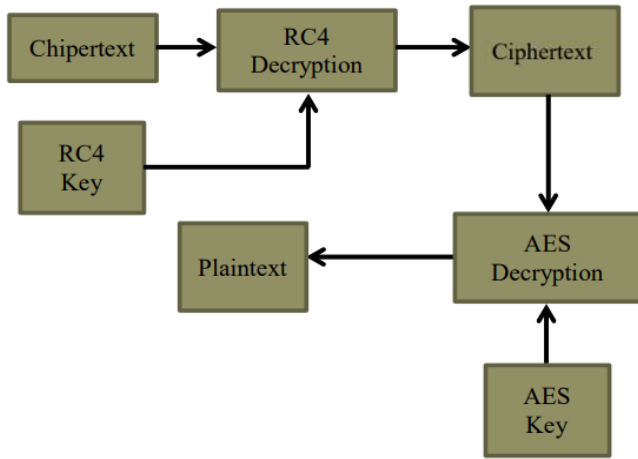 Chipertext
RC4
Decryption
Ciphertext
RC4
Key
Plaintext
AES
Decryption
AES
Key